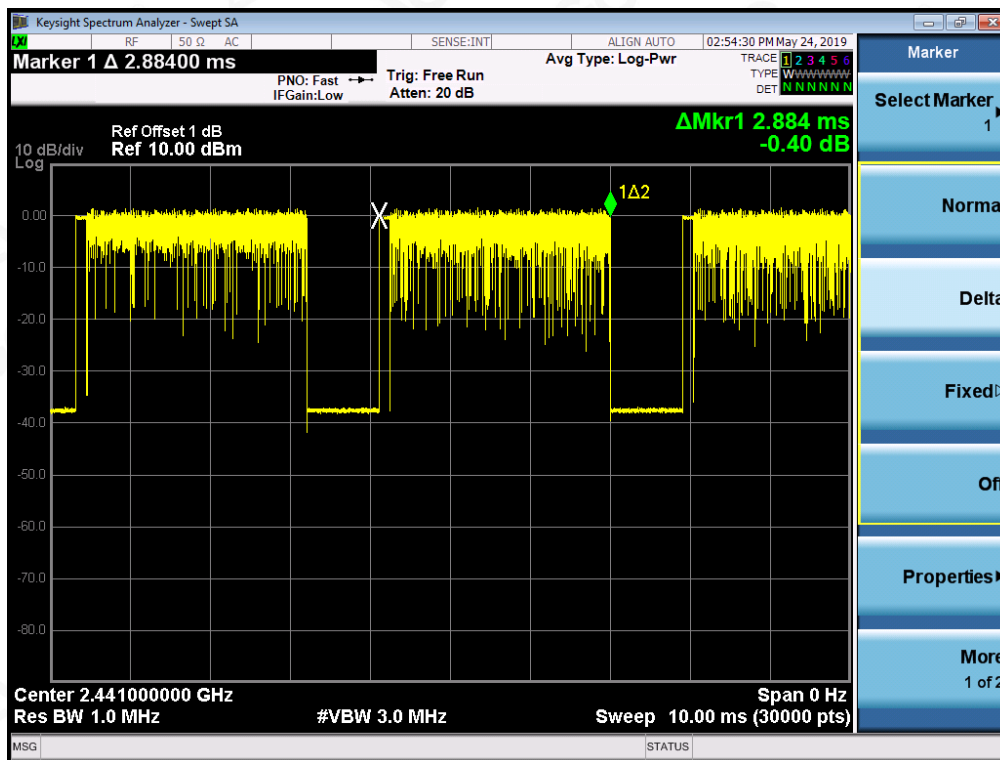 Keysight Spectrum Analyzer - Swept SA
LXI RF 50 Ω AC SENSE:INT ALIGN AUTO 02:54:30 PM May 24, 2019
Marker 1 Δ 2.88400 ms
PNO: Fast
IFGain:Low
Trig: Free Run
Atten: 20 dB
Avg Type: Log-Pwr
TRACE 1 2 3 4 5 6
TYPE WWWWWW
DET N N N N N N
ΔMkr1 2.884 ms
-0.40 dB
Ref Offset 1 dB
10 dB/div Ref 10.00 dBm
Log
1Δ2
0.00
-10.0
-20.0
-30.0
-40.0
-50.0
-60.0
-70.0
-80.0
Center 2.441000000 GHz Span 0 Hz
Res BW 1.0 MHz #VBW 3.0 MHz Sweep 10.00 ms (30000 pts)
MSG STATUS
Marker
Select Marker
1
Norma
Delta
Fixed
Off
Properties
More
1 of 2